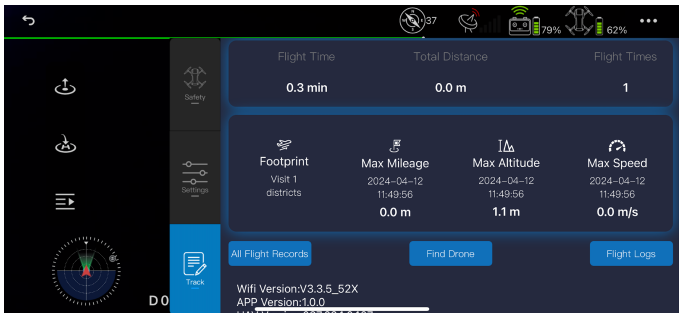 37
79%
62%
Flight Time Total Distance Flight Times
0.3 min 0.0 m 1
Safety
Footprint Max Mileage Max Altitude Max Speed
Visit 1 2024-04-12 2024-04-12 2024-04-12
districts 11:49:56 11:49:56 11:49:56
0.0 m 1.1 m 0.0 m/s
Settings
All Flight Records Find Drone Flight Logs
Track
Wifi Version:V3.3.5_52X
APP Version:1.0.0
D0